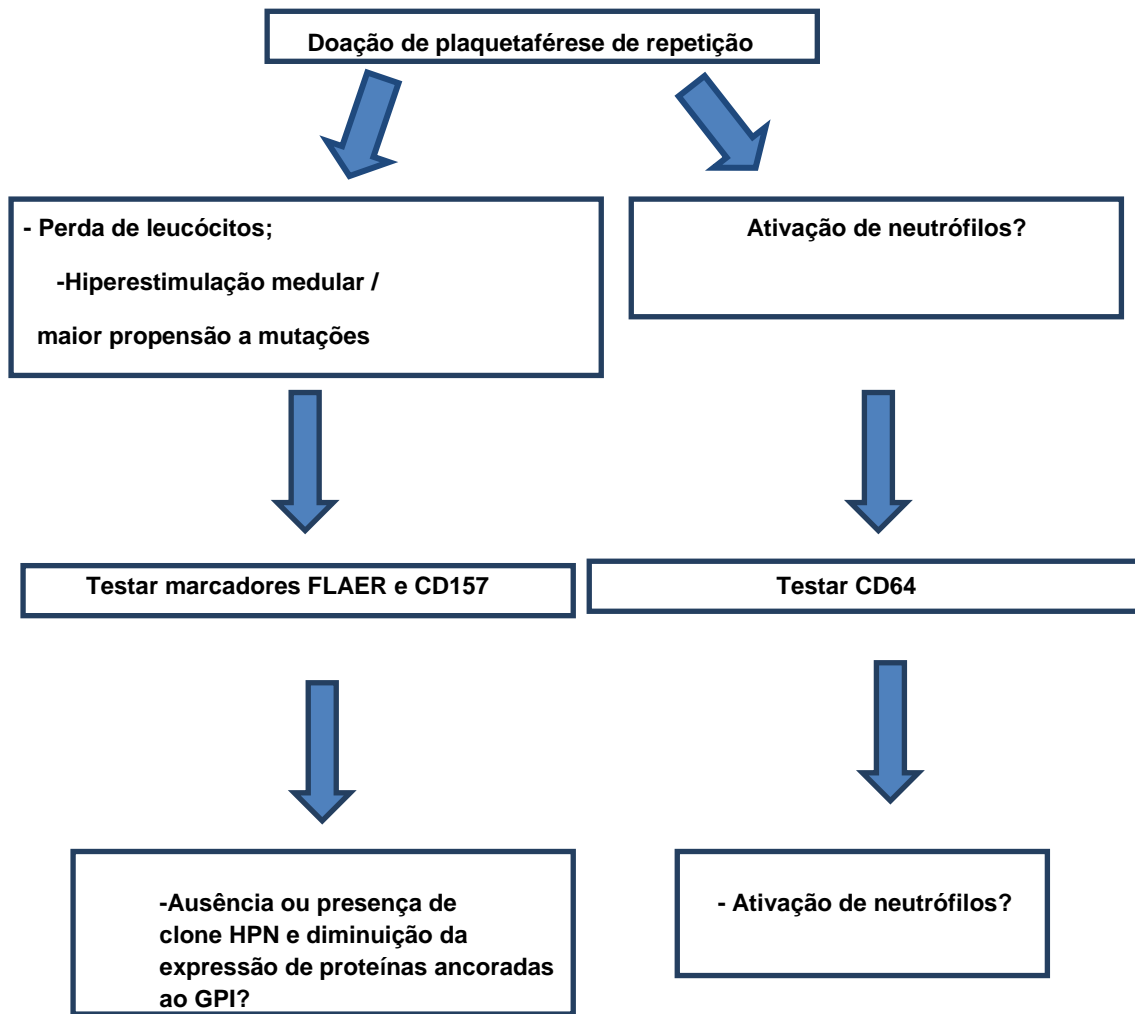 Doação de plaquetaférese de repetição
- Perda de leucócitos;
-Hiperestimulação medular /
maior propensão a mutações
Ativação de neutrófilos?
Testar marcadores FLAER e CD157
Testar CD64
-Ausência ou presença de
clone HPN e diminuição da
expressão de proteínas ancoradas
ao GPI?
- Ativação de neutrófilos?